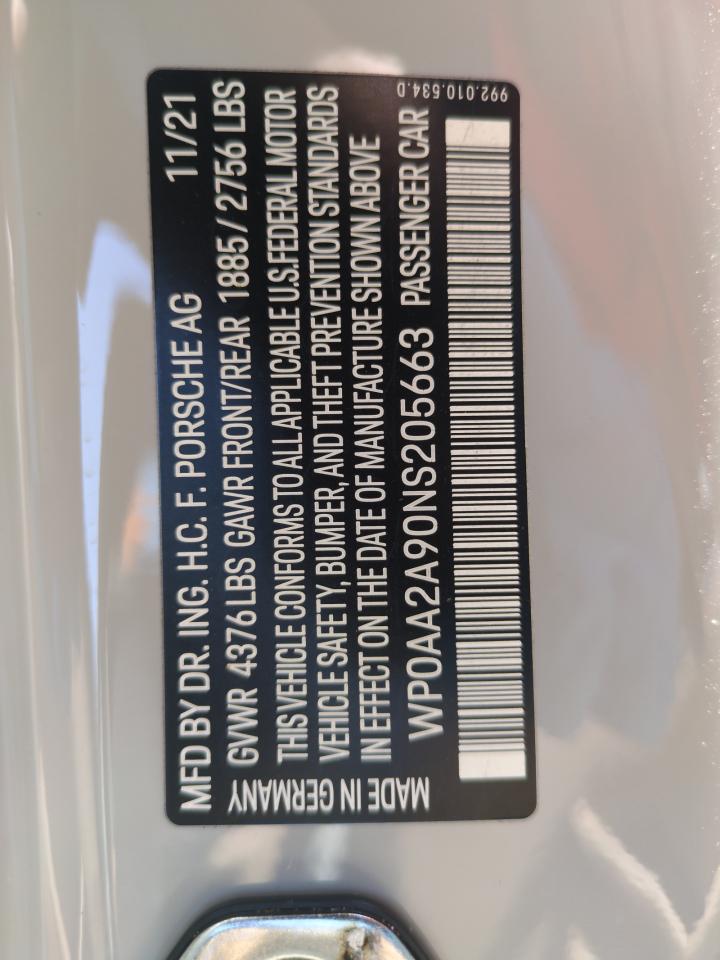 MFD BY DR. ING. H.C. F. PORSCHE AG 11/21
GVWR 4376 LBS GAWR FRONT/REAR 1885 / 2756 LBS
THIS VEHICLE CONFORMS TO ALL APPLICABLE U.S. FEDERAL MOTOR
VEHICLE SAFETY, BUMPER, AND THEFT PREVENTION STANDARDS
IN EFFECT ON THE DATE OF MANUFACTURE SHOWN ABOVE
WP0AA2A90NS205663 PASSENGER CAR
MADE IN GERMANY
992.010.534.D